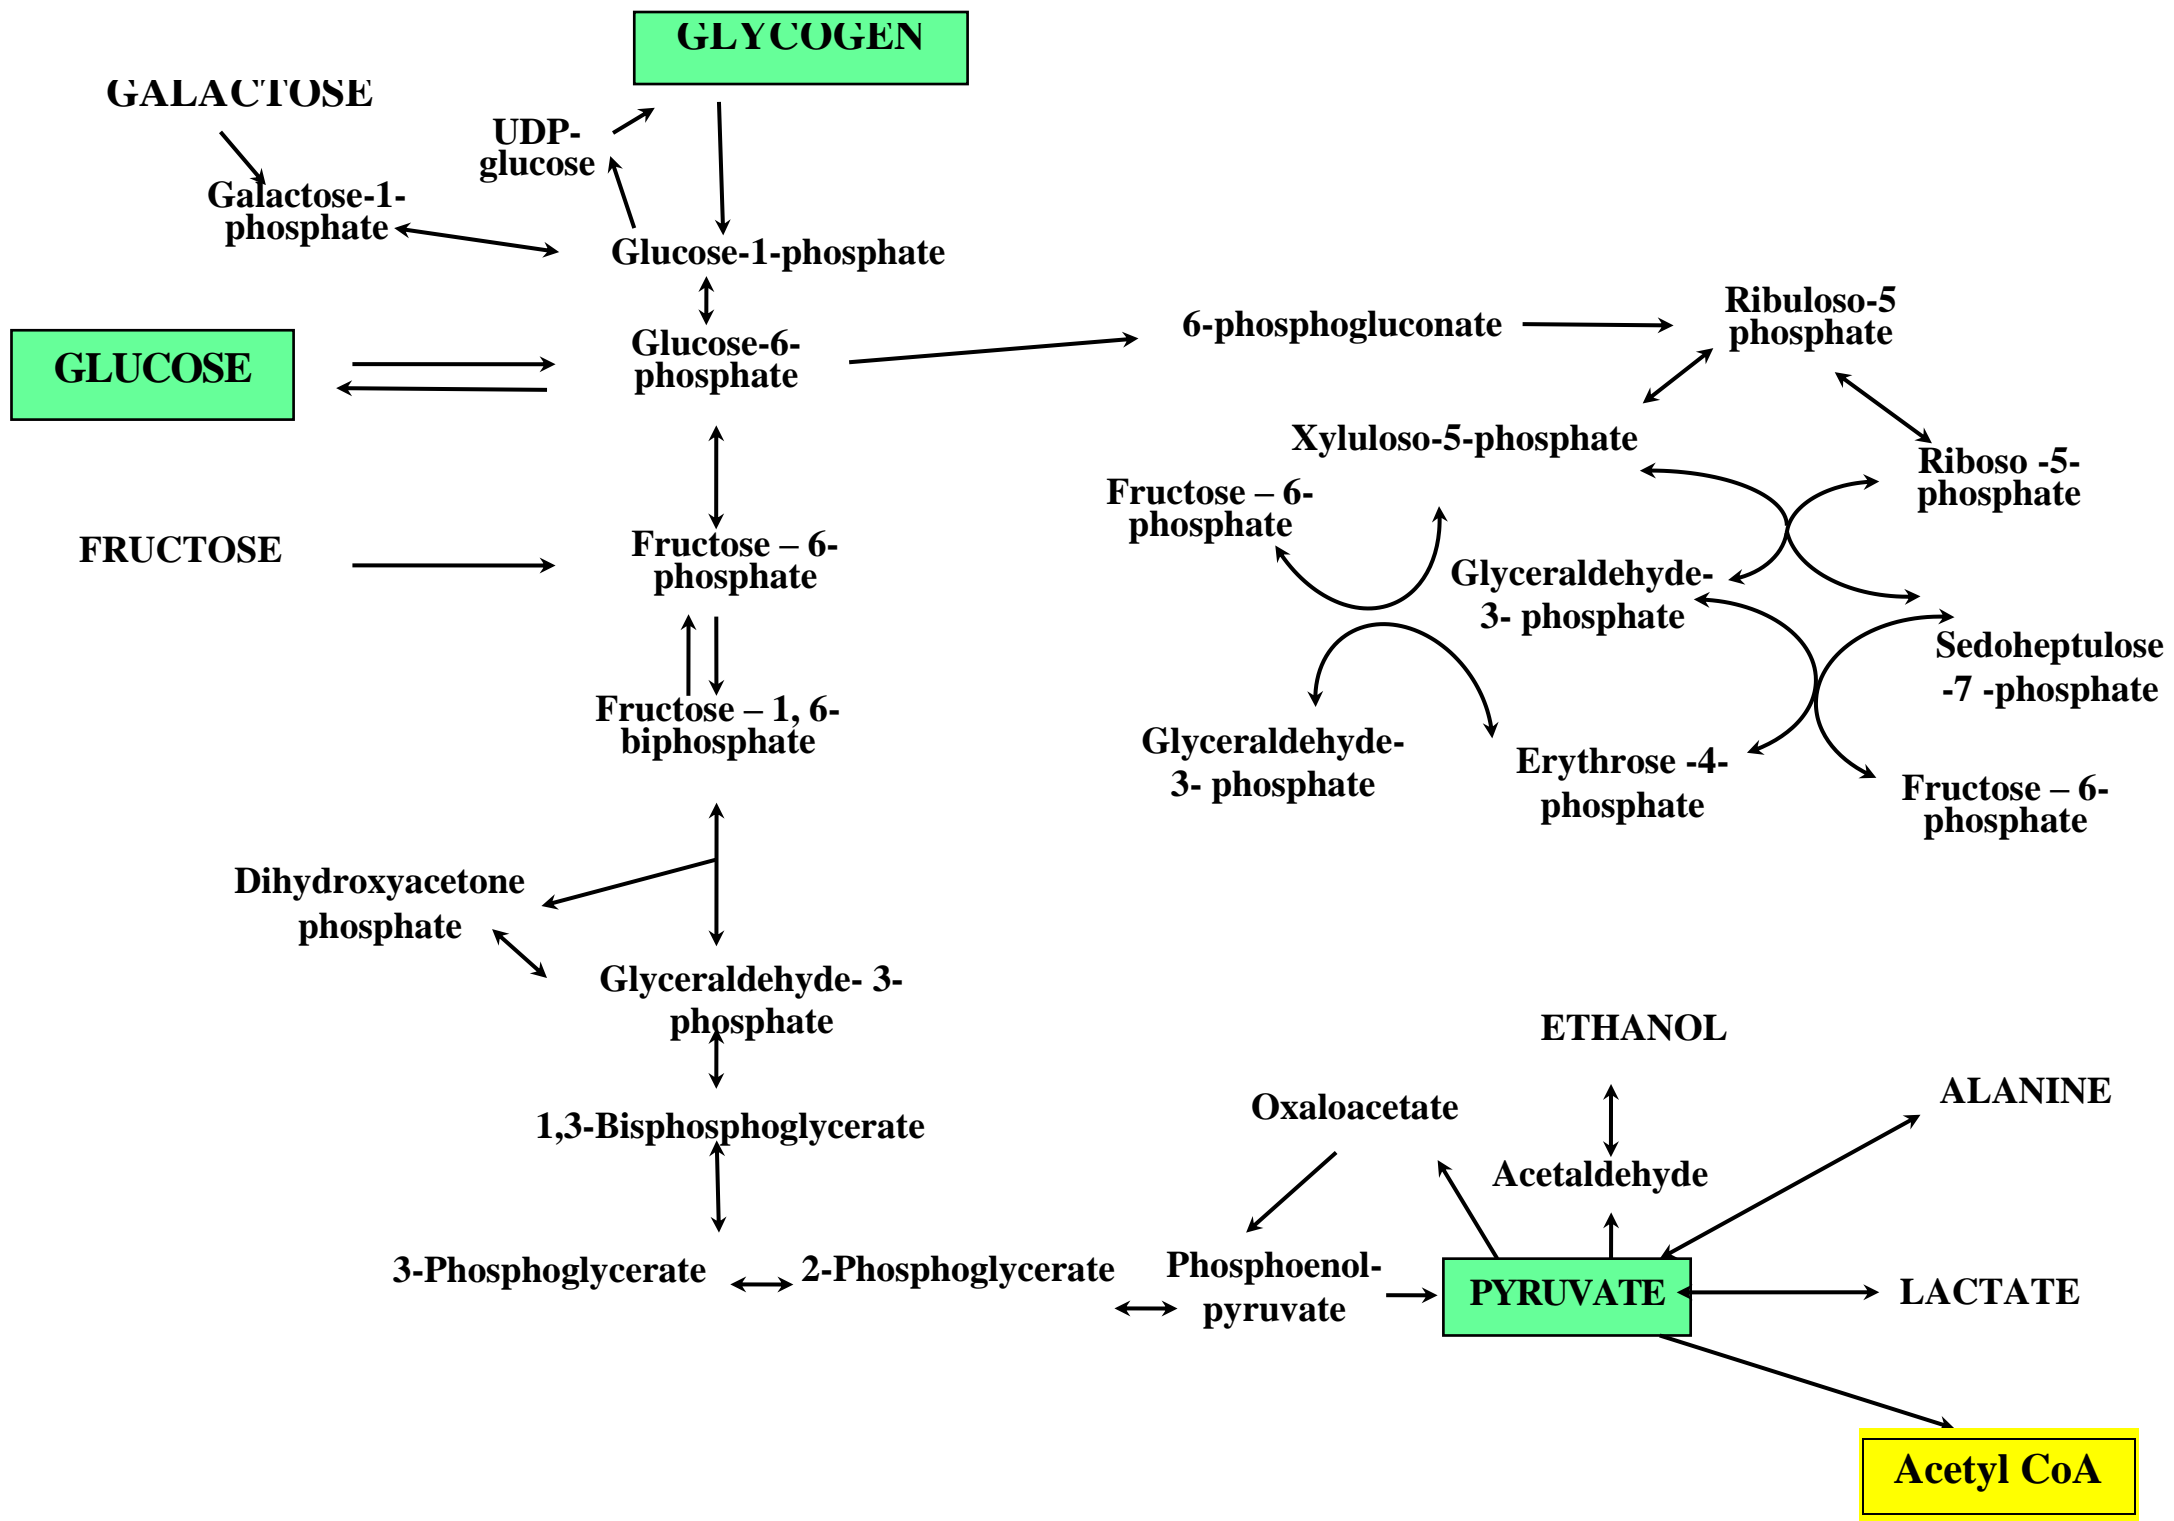 GLYCOGEN
GALACTOSE
UDP-
glucose
Galactose-1-
phosphate
Glucose-1-phosphate
GLUCOSE
Glucose-6-
phosphate
6-phosphogluconate
Ribuloso-5
phosphate
Xyluloso-5-phosphate
Riboso -5-
phosphate
Fructose – 6-
phosphate
FRUCTOSE
Fructose – 6-
phosphate
Glyceraldehyde-
3- phosphate
Sedoheptulose
-7 -phosphate
Fructose – 1, 6-
biphosphate
Glyceraldehyde-
3- phosphate
Erythrose -4-
phosphate
Fructose – 6-
phosphate
Dihydroxyacetone
phosphate
Glyceraldehyde- 3-
phosphate
ETHANOL
ALANINE
Oxaloacetate
1,3-Bisphosphoglycerate
Acetaldehyde
3-Phosphoglycerate
2-Phosphoglycerate
Phosphoenol-
pyruvate
PYRUVATE
LACTATE
Acetyl CoA